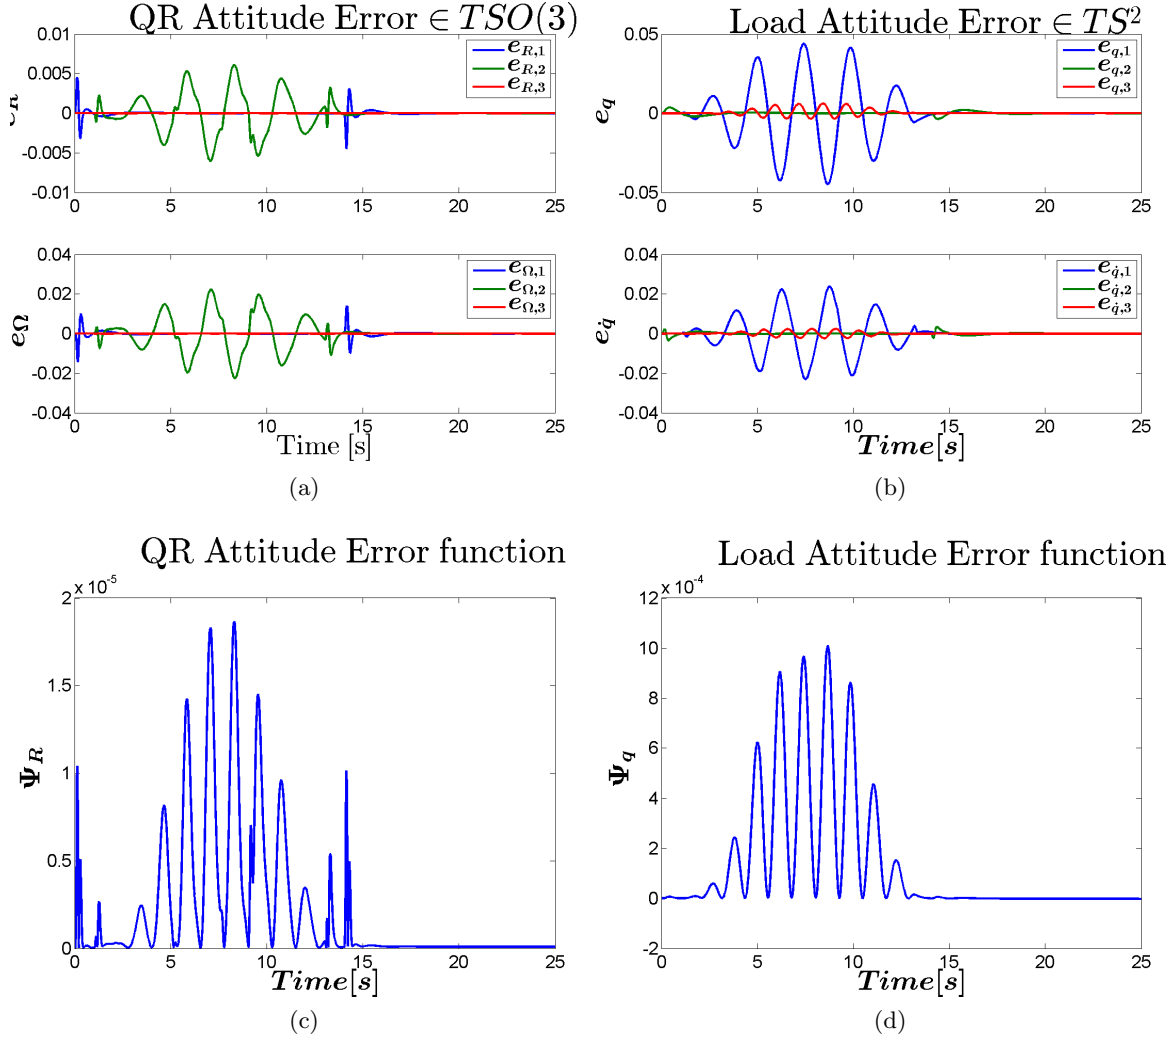 QR Attitude Error ∈ TSO(3)
0.01
0.005
0
-0.005
-0.01
0 5 10 15 20 25
e_R
e_{R,1}
e_{R,2}
e_{R,3}
0.04
0.02
0
-0.02
-0.04
0 5 10 15 20 25
e_Ω
e_{Ω,1}
e_{Ω,2}
e_{Ω,3}
Time [s]
(a)
Load Attitude Error ∈ TS²
0.05
0
-0.05
0 5 10 15 20 25
e_q
e_{q,1}
e_{q,2}
e_{q,3}
0.04
0.02
0
-0.02
-0.04
0 5 10 15 20 25
e_{q̇}
e_{q̇,1}
e_{q̇,2}
e_{q̇,3}
Time[s]
(b)
QR Attitude Error function
x 10⁻⁵
2
1.5
1
0.5
0
0 5 10 15 20 25
Ψ_R
Time[s]
(c)
Load Attitude Error function
x 10⁻⁴
12
10
8
6
4
2
0
-2
0 5 10 15 20 25
Ψ_q
Time[s]
(d)